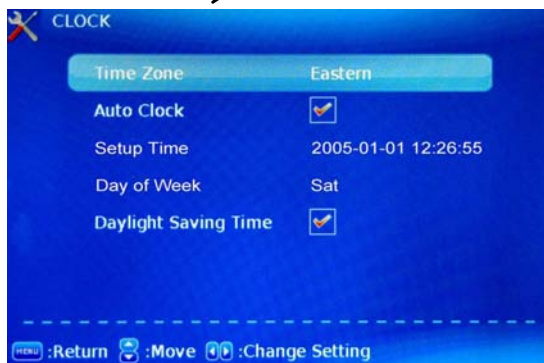 CLOCK
Time Zone Eastern
Auto Clock
Setup Time 2005-01-01 12:26:55
Day of Week Sat
Daylight Saving Time
MENU :Return :Move :Change Setting